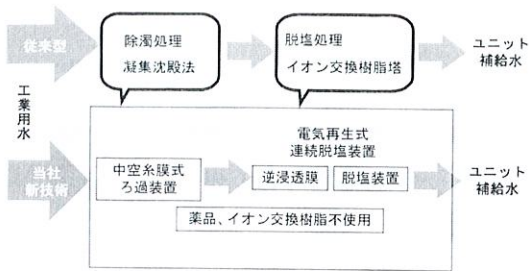 従来型
除濁処理
凝集沈殿法
脱塩処理
イオン交換樹脂塔
ユニット
補給水
工業用水
当社
新技術
中空糸膜式
ろ過装置
電気再生式
連続脱塩装置
逆浸透膜
脱塩装置
ユニット
補給水
薬品、イオン交換樹脂不使用